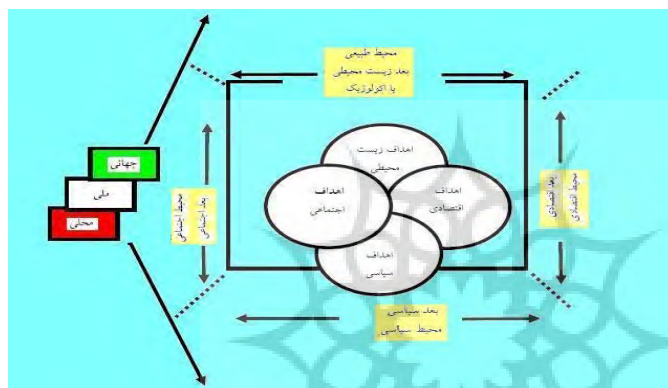 محیط طبیعی
بعد زیست محیطی
یا اکولوژیک
جهانی
ملی
محلی
محیط اجتماعی
بعد اجتماعی
اهداف زیست
محیطی
اهداف
اجتماعی
اهداف
اقتصادی
اهداف
سیاسی
بعد اقتصادی
محیط اقتصادی
بعد سیاسی
محیط سیاسی